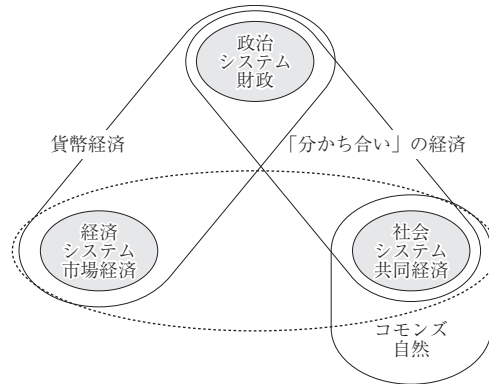 政治
システム
財政
貨幣経済
「分かち合い」の経済
経済
システム
市場経済
社会
システム
共同経済
コモンズ
自然